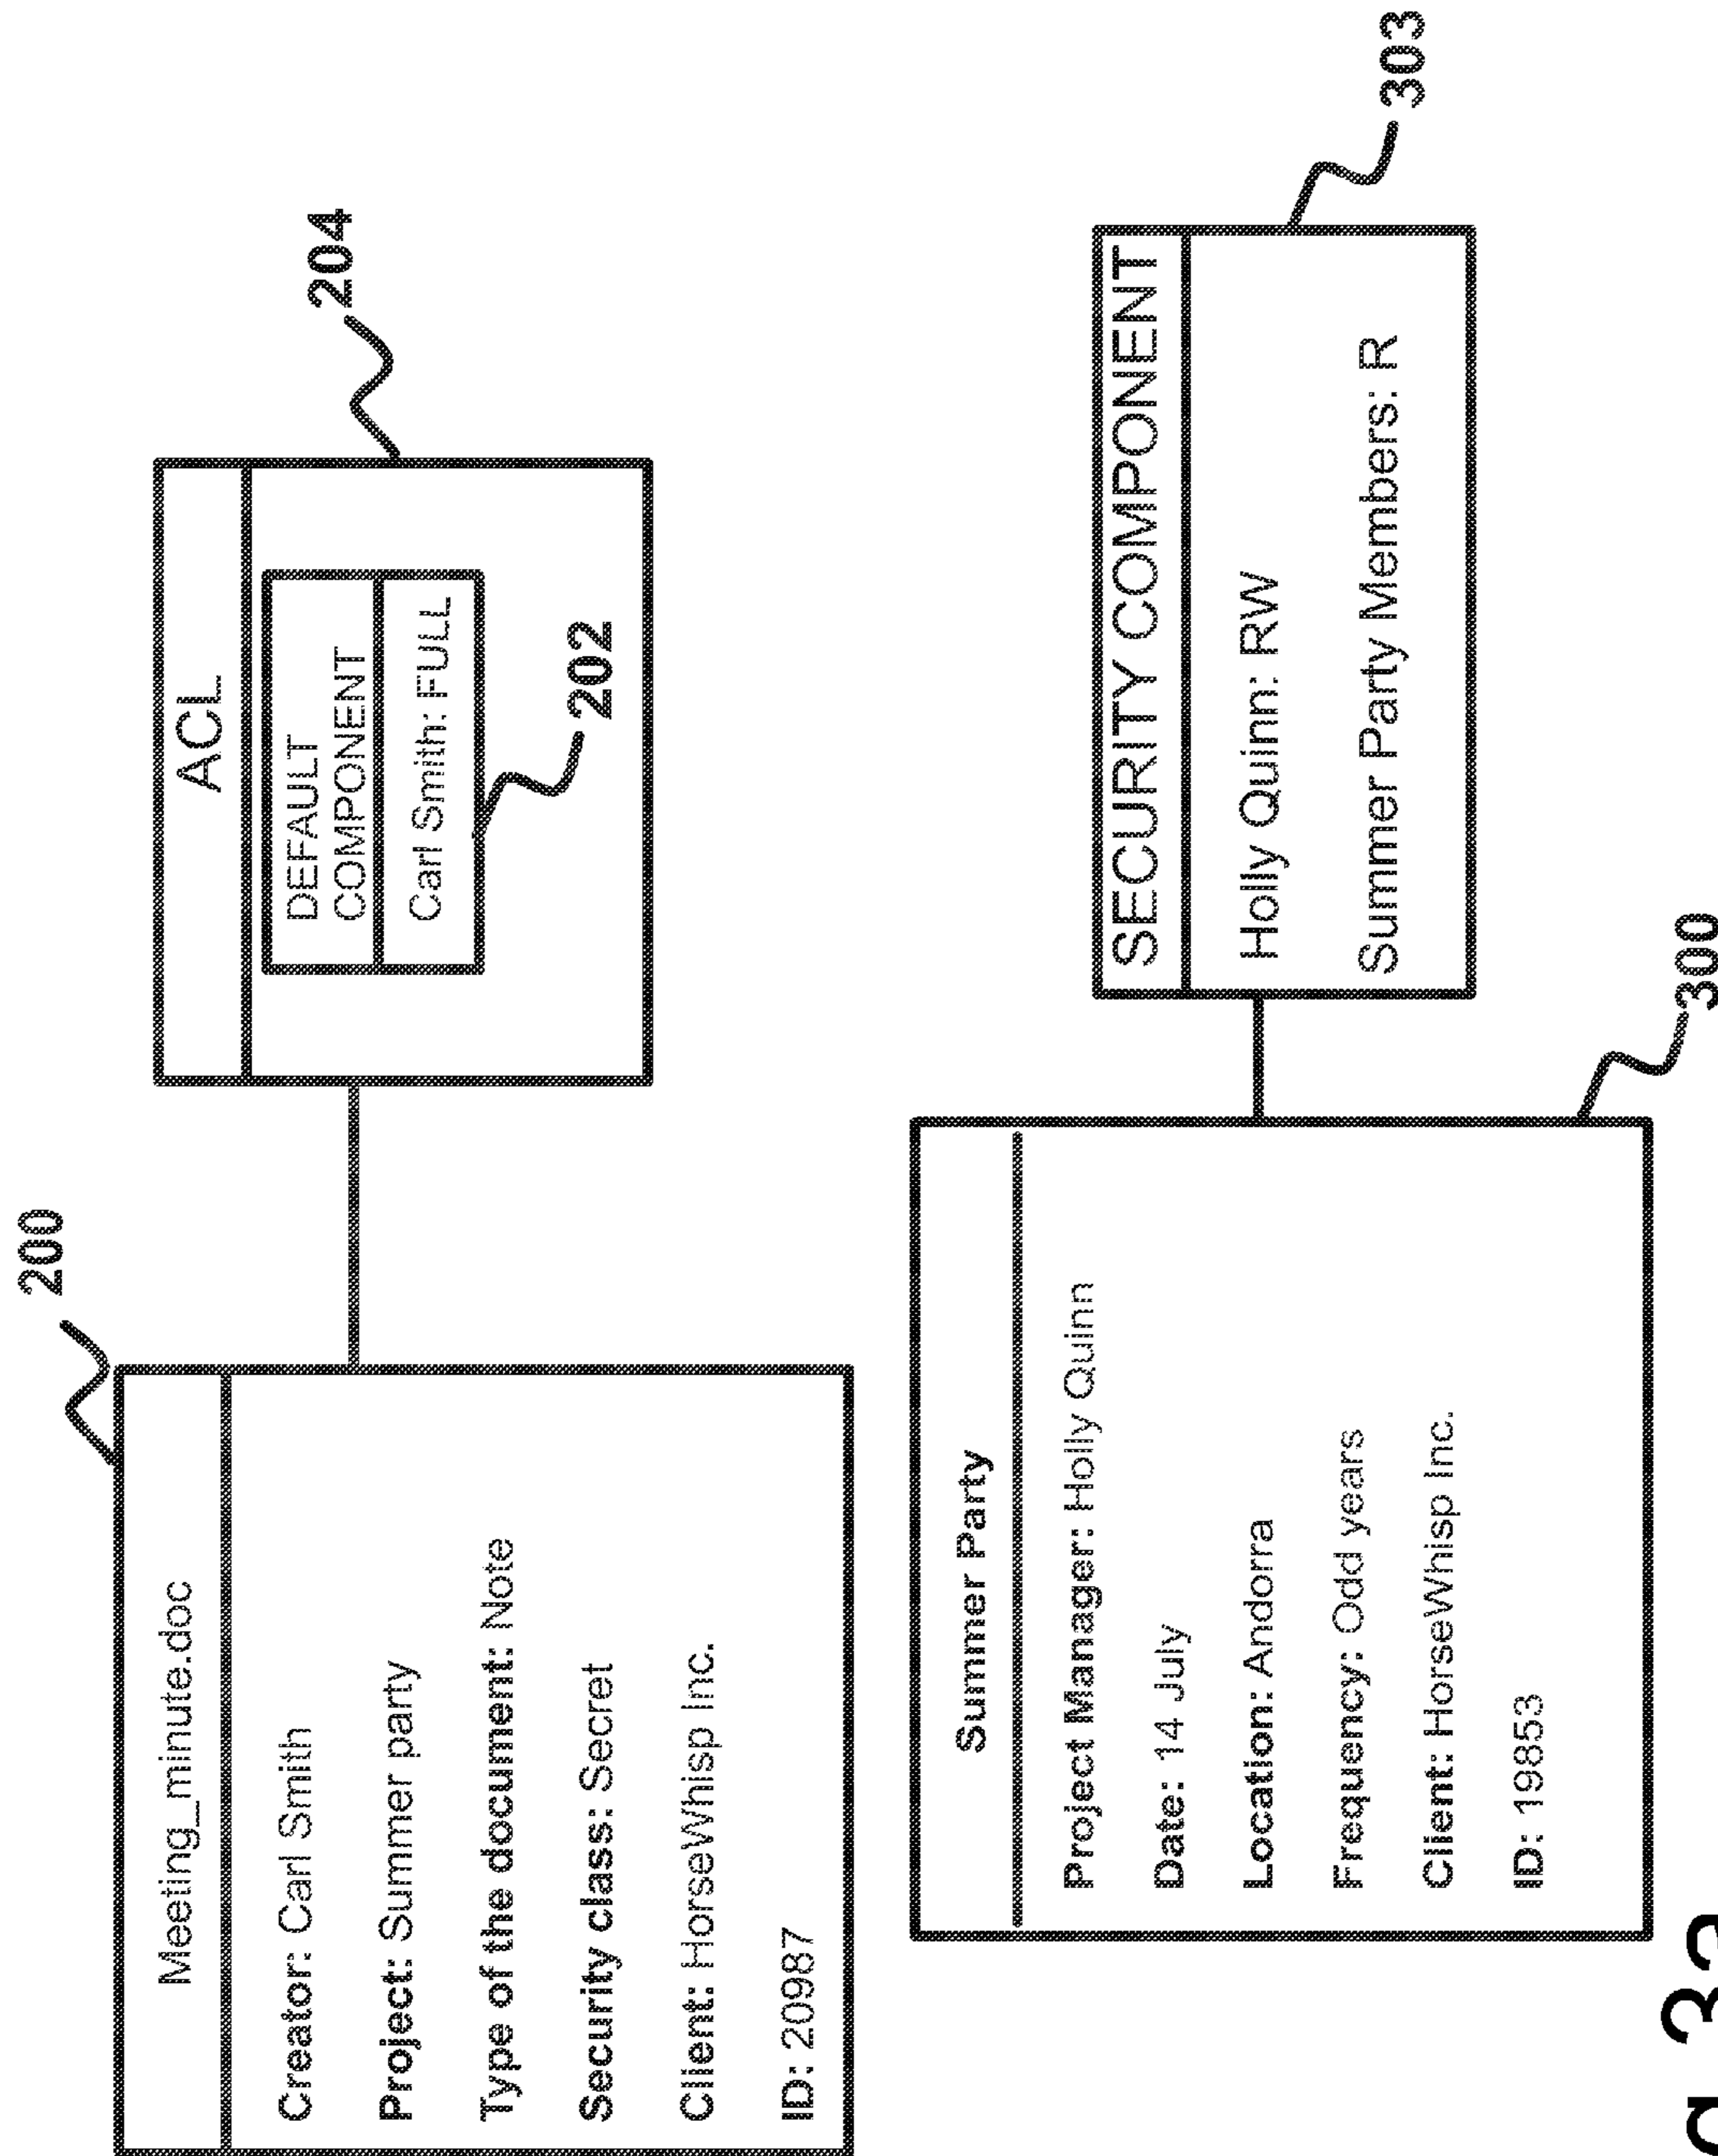 200
Meeting_minute.doc
Creator: Carl Smith
Project: Summer party
Type of the document: Note
Security class: Secret
Client: HorseWhisp Inc.
ID: 20987
204
ACL
DEFAULT
COMPONENT
Carl Smith: FULL
202
Summer Party
Project Manager: Holly Quinn
Date: 14 July
Location: Andorra
Frequency: Odd years
Client: HorseWhisp Inc.
ID: 19853
300
SECURITY COMPONENT
Holly Quinn: RW
Summer Party Members: R
303